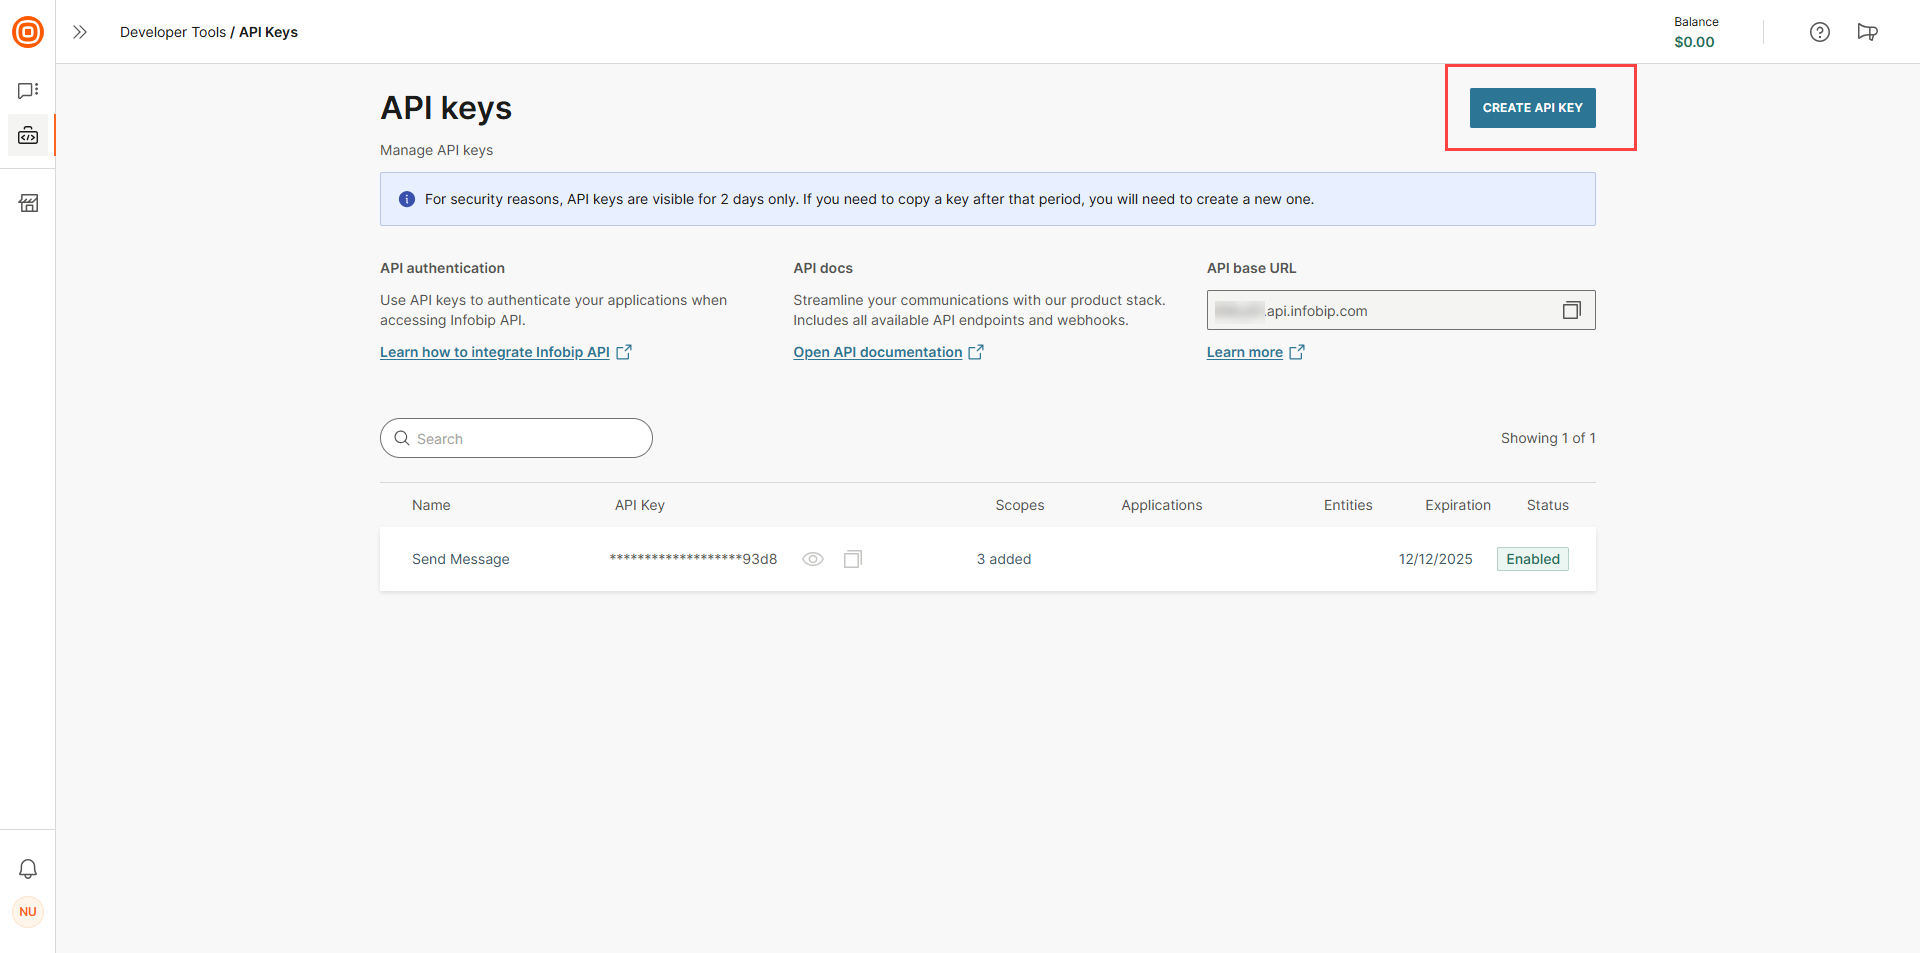 Developer Tools / API Keys
Balance
$0.00
API keys
CREATE API KEY
Manage API keys
For security reasons, API keys are visible for 2 days only. If you need to copy a key after that period, you will need to create a new one.
API authentication
Use API keys to authenticate your applications when
accessing Infobip API.
Learn how to integrate Infobip API
API docs
Streamline your communications with our product stack.
Includes all available API endpoints and webhooks.
Open API documentation
API base URL
.api.infobip.com
Learn more
Search
Showing 1 of 1
Name API Key Scopes Applications Entities Expiration Status
Send Message *******************93d8 3 added 12/12/2025 Enabled
NU